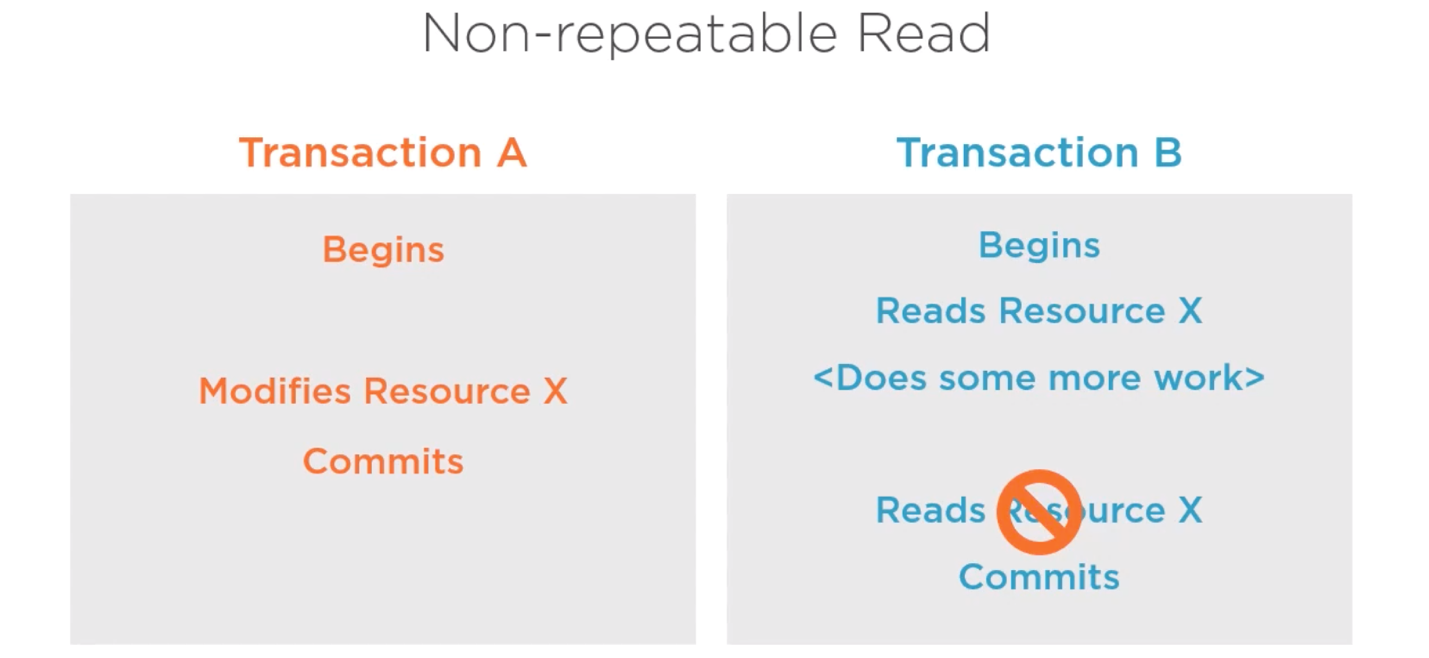 Non-repeatable Read
Transaction A
Begins
Modifies Resource X
Commits
Transaction B
Begins
Reads Resource X
<Does some more work>
Reads Resource X
Commits